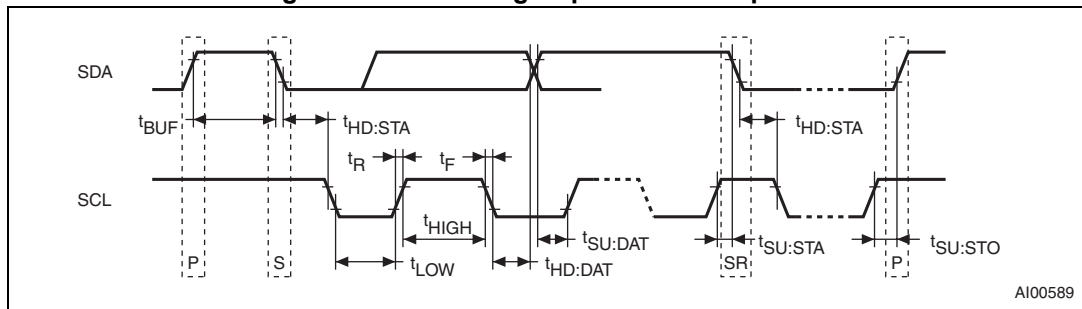 SDA
tBUF
tHD:STA
tHD:STA
tR
tF
SCL
tHIGH
tSU:DAT
tSU:STA
tSU:STO
P
S
tLOW
tHD:DAT
SR
P
AI00589